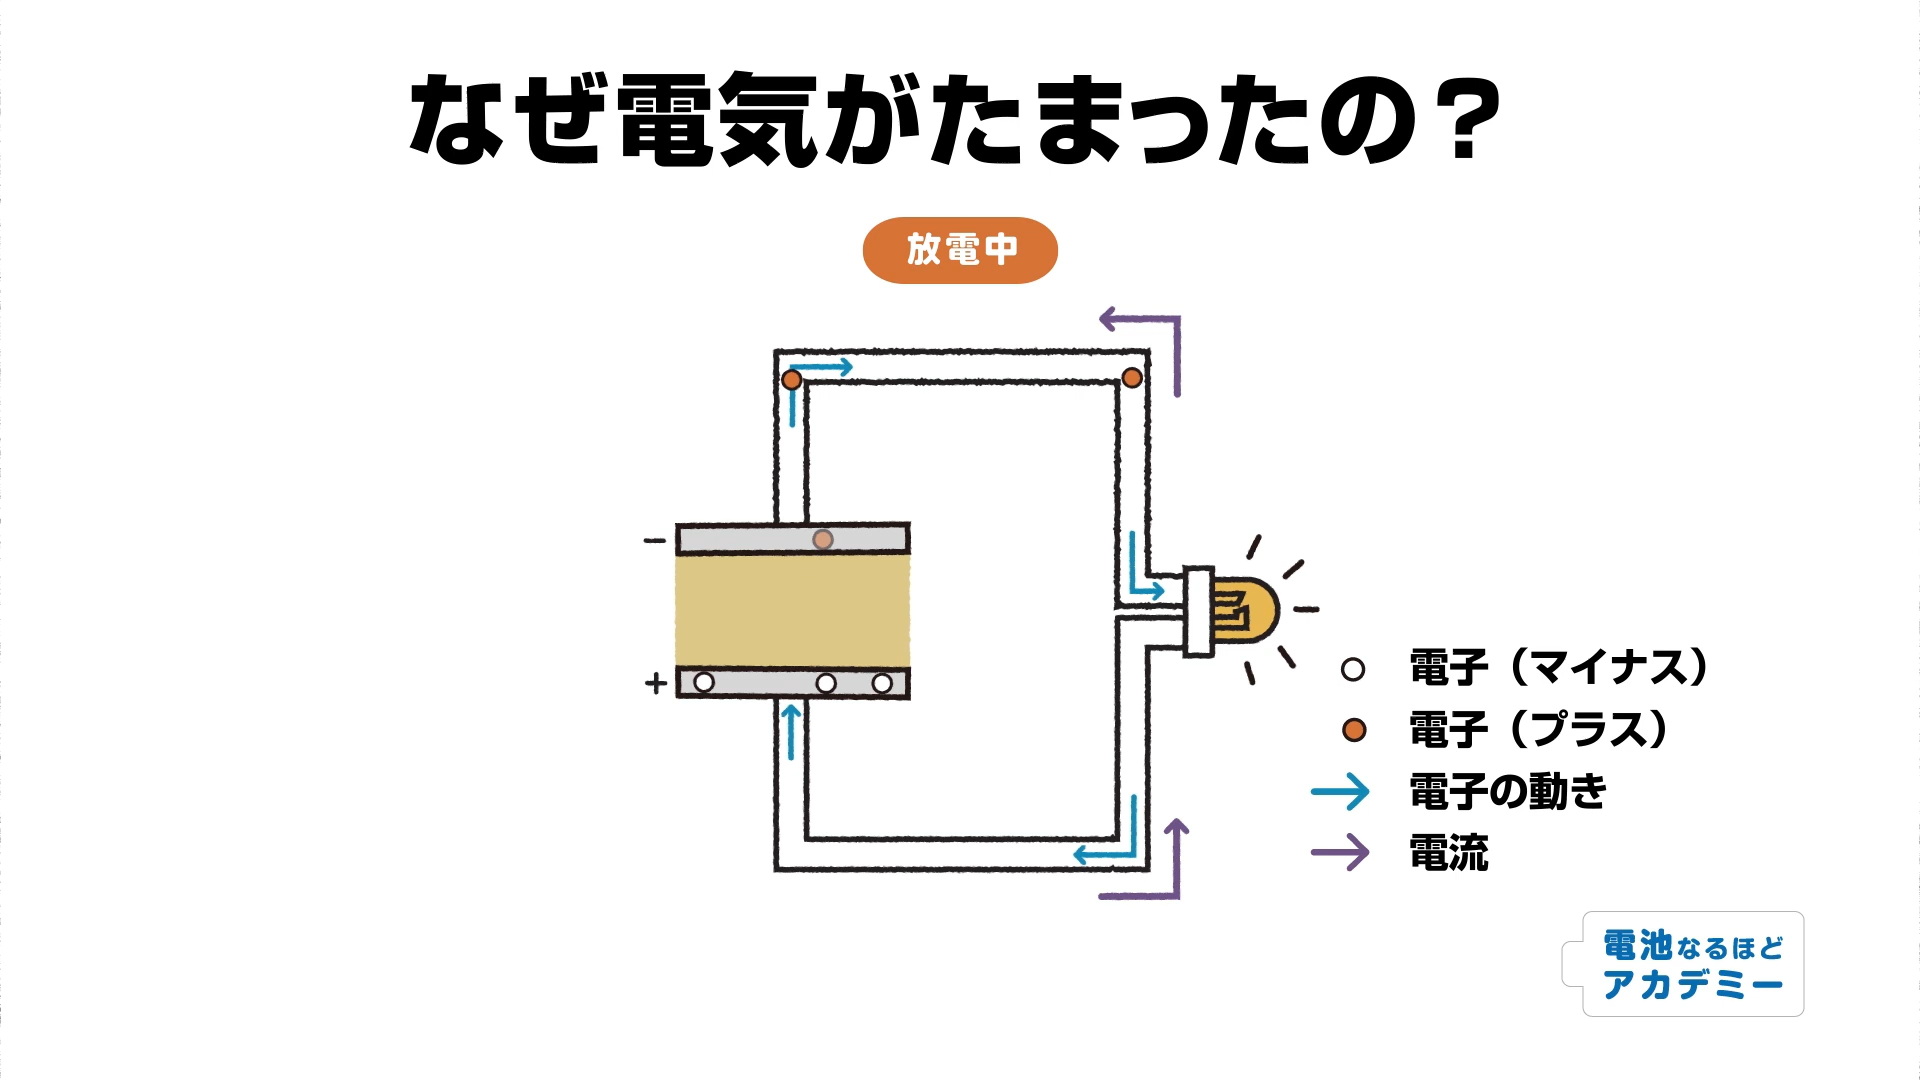 なぜ電気がたまったの？
放電中
−
+
電子（マイナス）
電子（プラス）
電子の動き
電流
電池なるほど
アカデミー